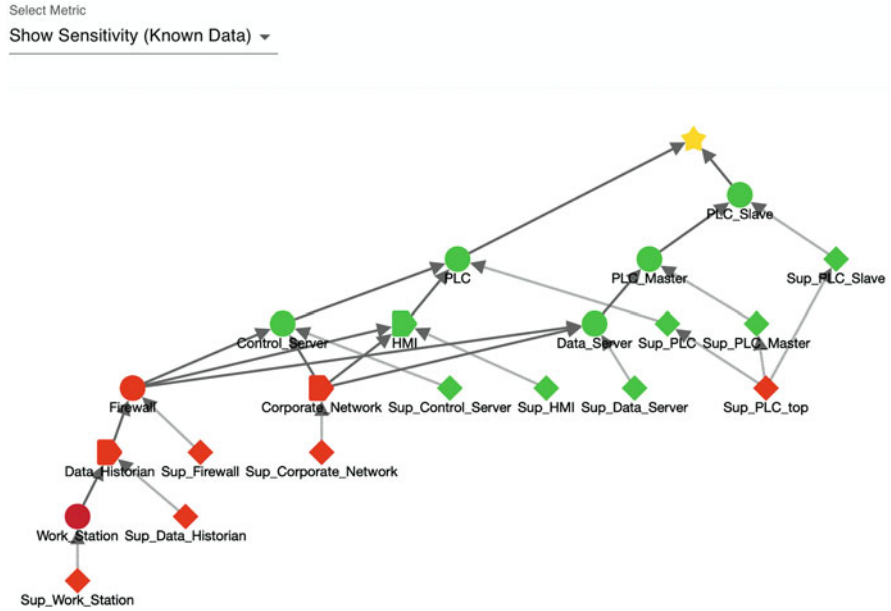 Select Metric
Show Sensitivity (Known Data)
PLC_Slave
PLC
PLC_Master
Sup_PLC_Slave
Control_Server
HMI
Data_Server
Sup_PLC
Sup_PLC_Master
Firewall
Corporate_Network
Sup_Control_Server
Sup_HMI
Sup_Data_Server
Sup_PLC_top
Data_Historian
Sup_Firewall
Sup_Corporate_Network
Work_Station
Sup_Data_Historian
Sup_Work_Station